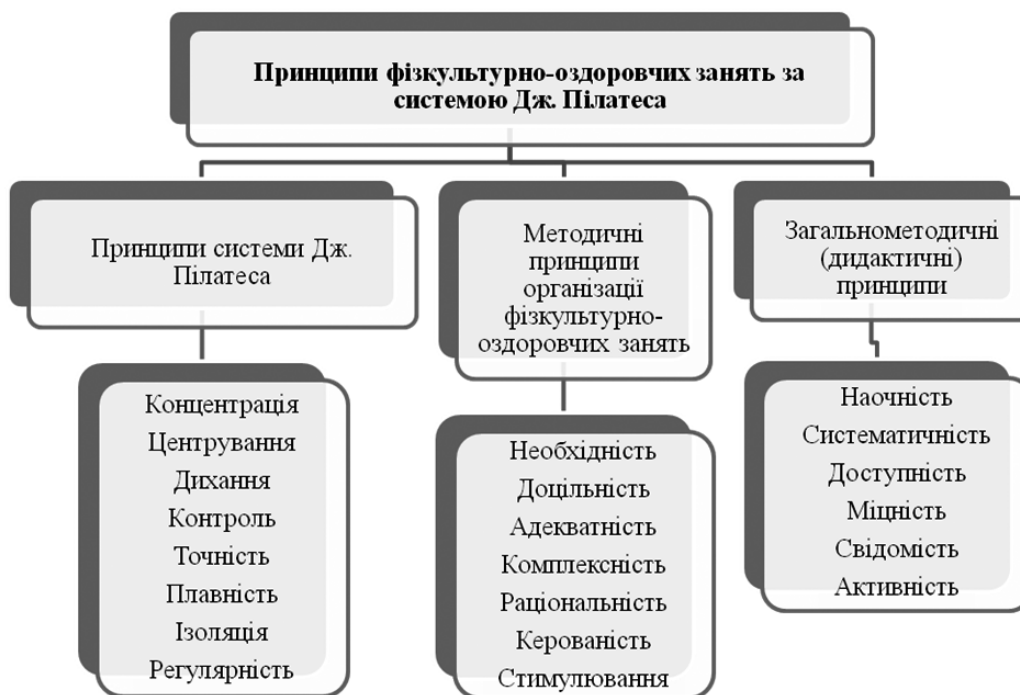 Принципи фізкультурно-оздоровчих занять за
системою Дж. Пілатеса
Принципи системи Дж.
Пілатеса
Концентрація
Центрування
Дихання
Контроль
Точність
Плавність
Ізоляція
Регулярність
Методичні
принципи
організації
фізкультурно-
оздоровчих занять
Необхідність
Доцільність
Адекватність
Комплексність
Раціональність
Керованість
Стимулювання
Загальнометодичні
(дидактичні)
принципи
Наочність
Систематичність
Доступність
Міцність
Свідомість
Активність